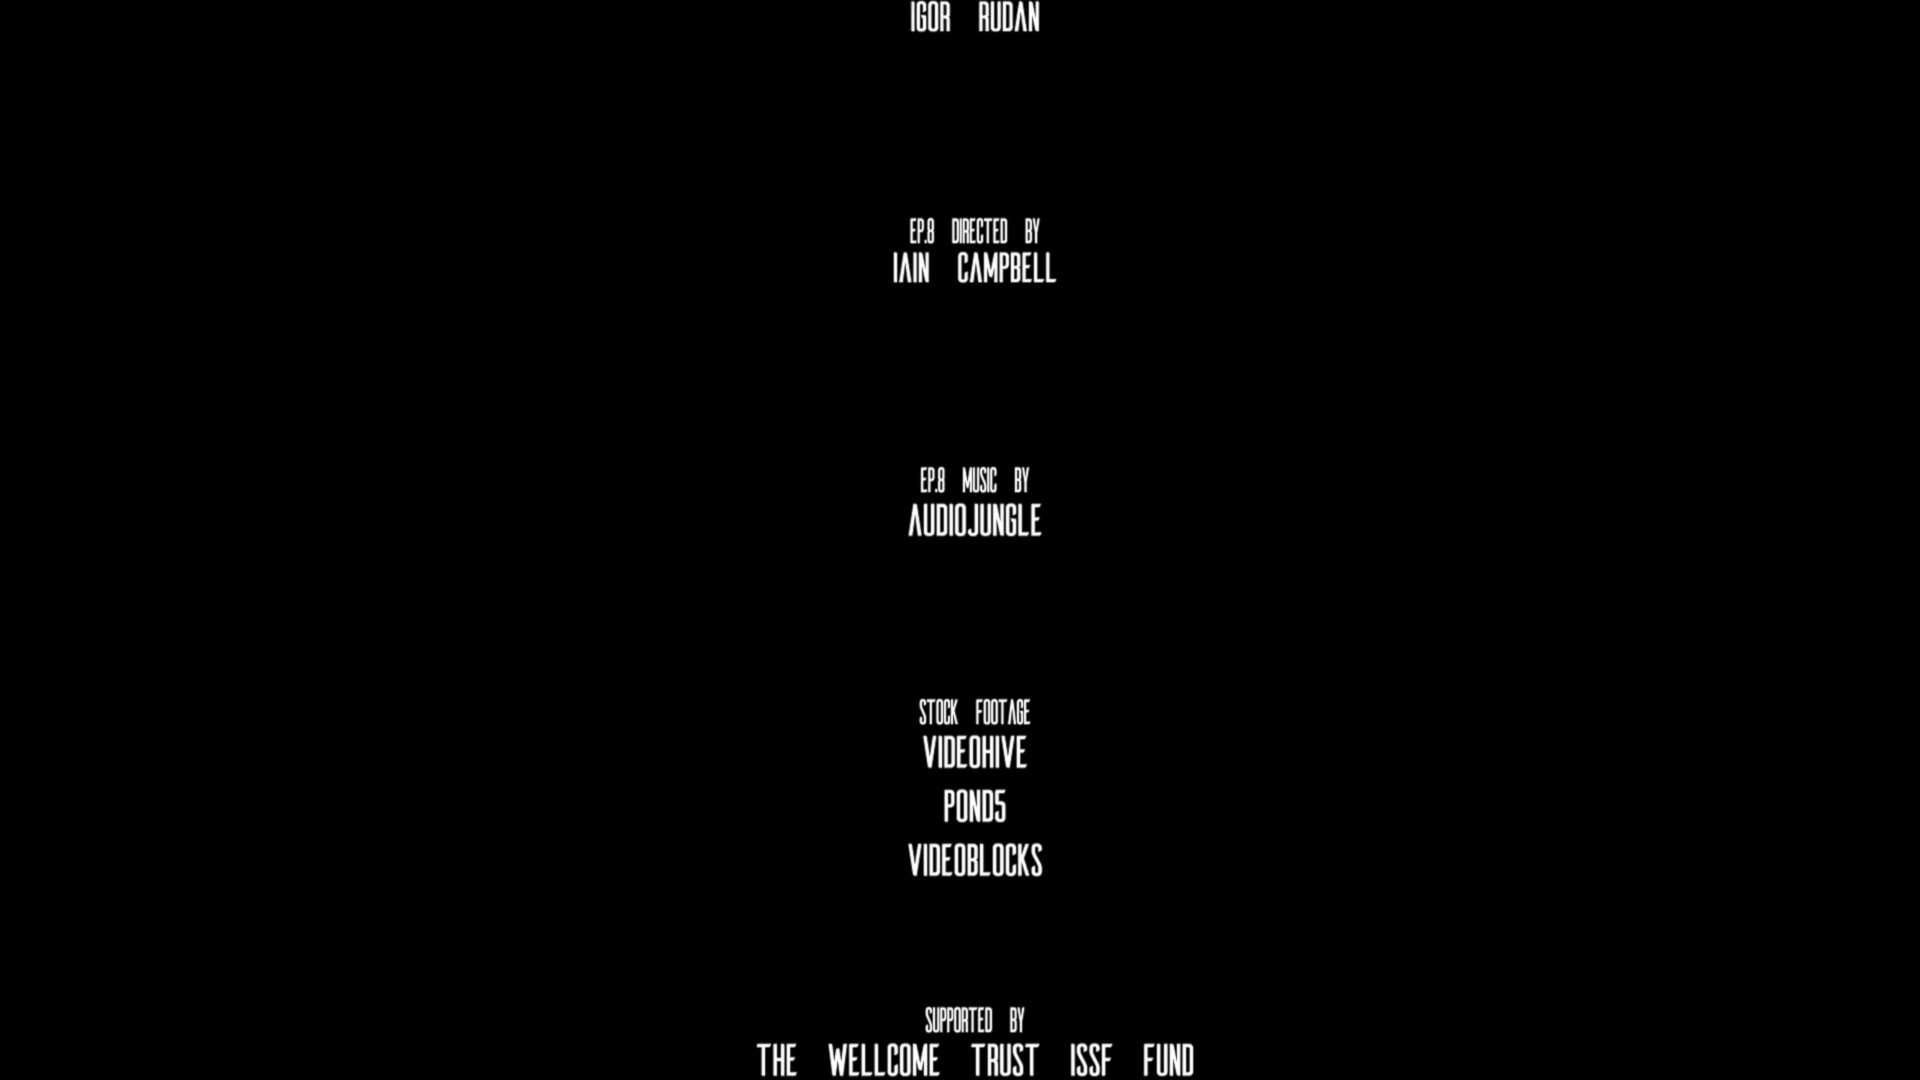 IGOR RUDAN
EP.8 DIRECTED BY
IAIN CAMPBELL
EP.8 MUSIC BY
AUDIOJUNGLE
STOCK FOOTAGE
VIDEOHIVE
POND5
VIDEOBLOCKS
SUPPORTED BY
THE WELLCOME TRUST ISSF FUND